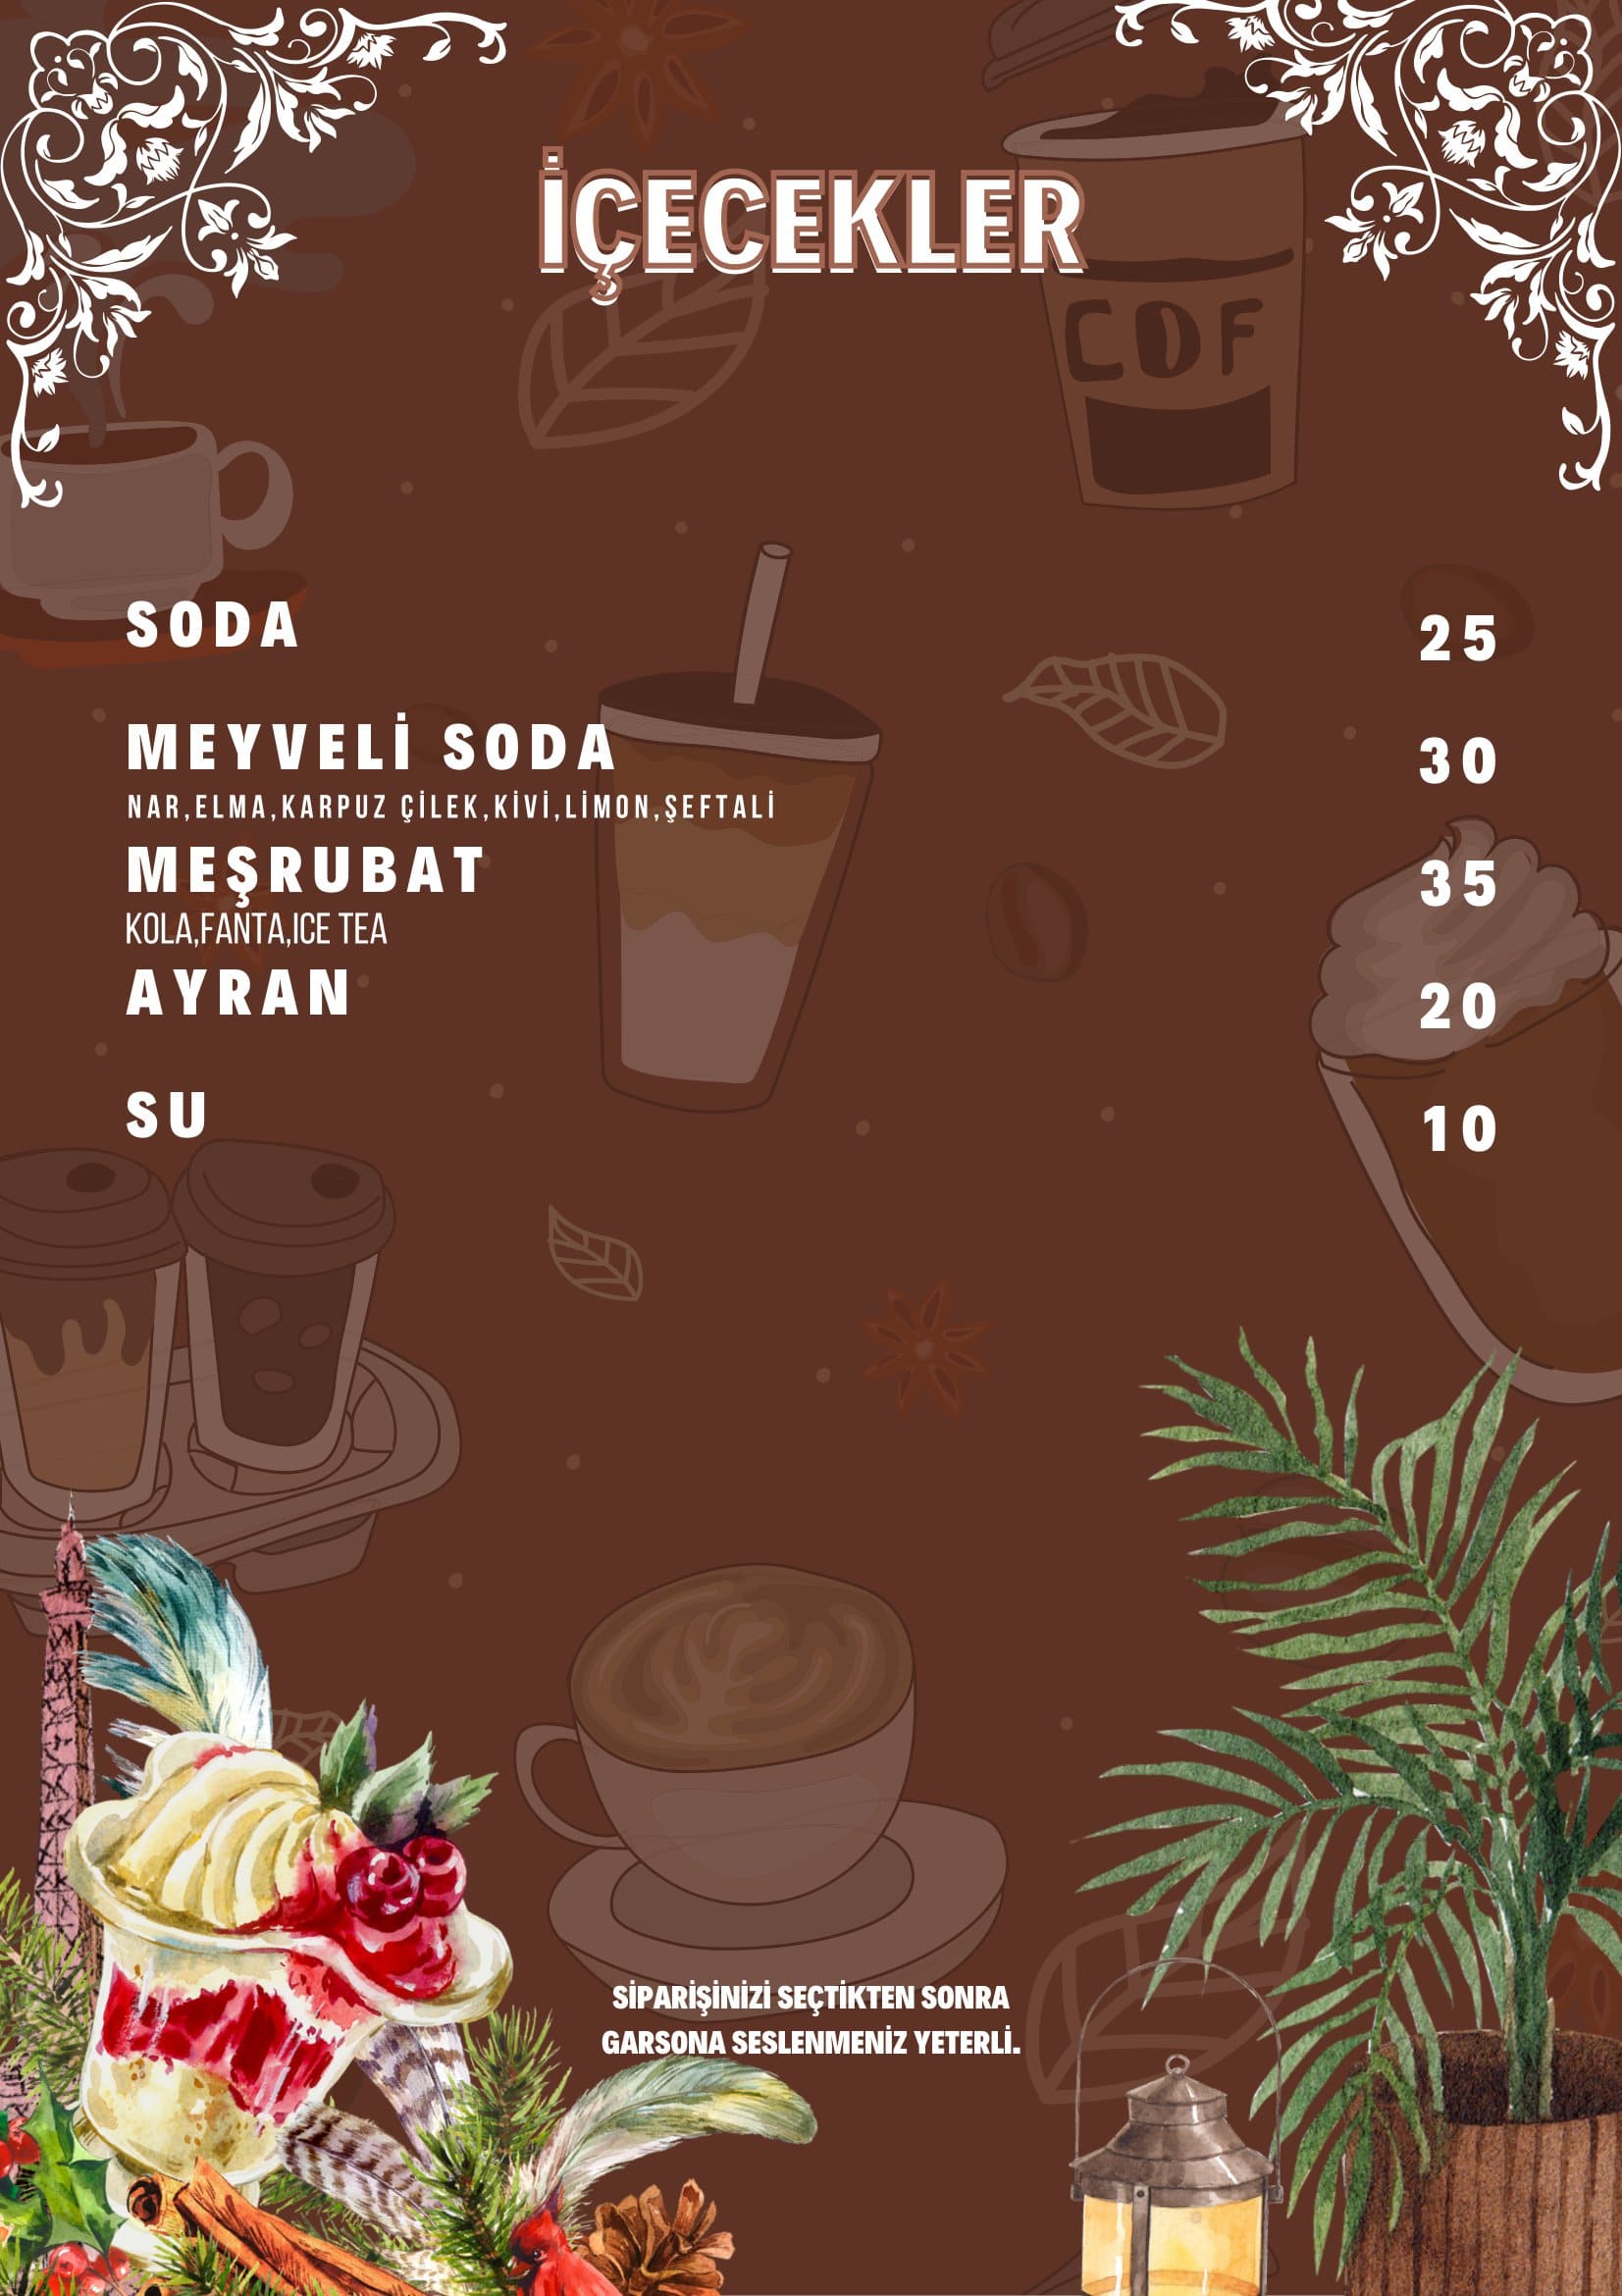 İÇECEKLER
COF
SODA 25
MEYVELİ SODA 30
NAR,ELMA,KARPUZ ÇİLEK,KİVİ,LİMON,ŞEFTALİ
MEŞRUBAT 35
KOLA,FANTA,ICE TEA
AYRAN 20
SU 10
SİPARİŞİNİZİ SEÇTİKTEN SONRA
GARSONA SESLENMENİZ YETERLİ.